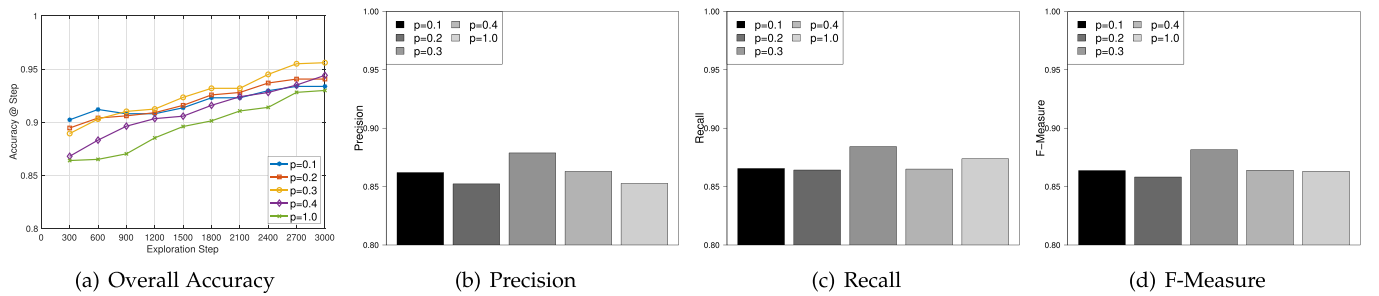 1
0.95
0.9
0.85
0.8
Accuracy @ Step
0 300 600 900 1200 1500 1800 2100 2400 2700 3000
Exploration Step
p=0.1
p=0.2
p=0.3
p=0.4
p=1.0
(a) Overall Accuracy
1.00
0.95
0.90
0.85
0.80
Precision
p=0.1 p=0.4
p=0.2 p=1.0
p=0.3
(b) Precision
1.00
0.95
0.90
0.85
0.80
Recall
p=0.1 p=0.4
p=0.2 p=1.0
p=0.3
(c) Recall
1.00
0.95
0.90
0.85
0.80
F−Measure
p=0.1 p=0.4
p=0.2 p=1.0
p=0.3
(d) F-Measure